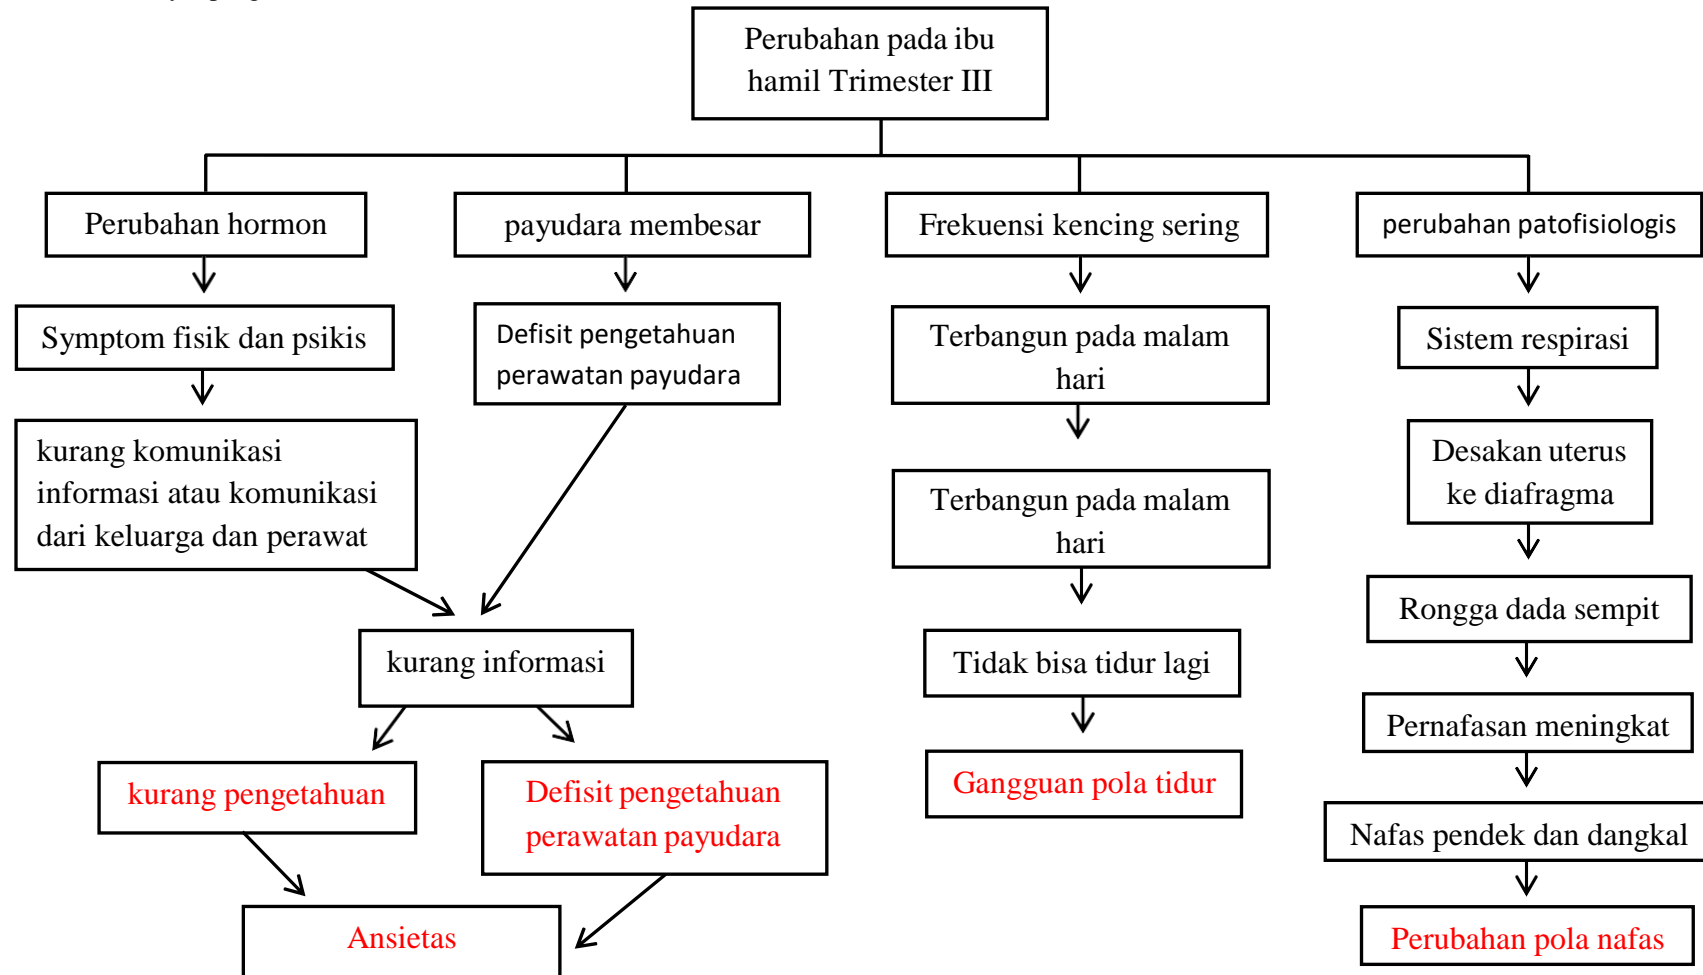 Perubahan pada ibu
hamil Trimester III
Perubahan hormon
payudara membesar
Frekuensi kencing sering
perubahan patofisiologis
Symptom fisik dan psikis
Defisit pengetahuan
perawatan payudara
Terbangun pada malam
hari
Sistem respirasi
kurang komunikasi
informasi atau komunikasi
dari keluarga dan perawat
Terbangun pada malam
hari
Desakan uterus
ke diafragma
kurang informasi
Tidak bisa tidur lagi
Rongga dada sempit
Pernafasan meningkat
kurang pengetahuan
Defisit pengetahuan
perawatan payudara
Gangguan pola tidur
Nafas pendek dan dangkal
Ansietas
Perubahan pola nafas